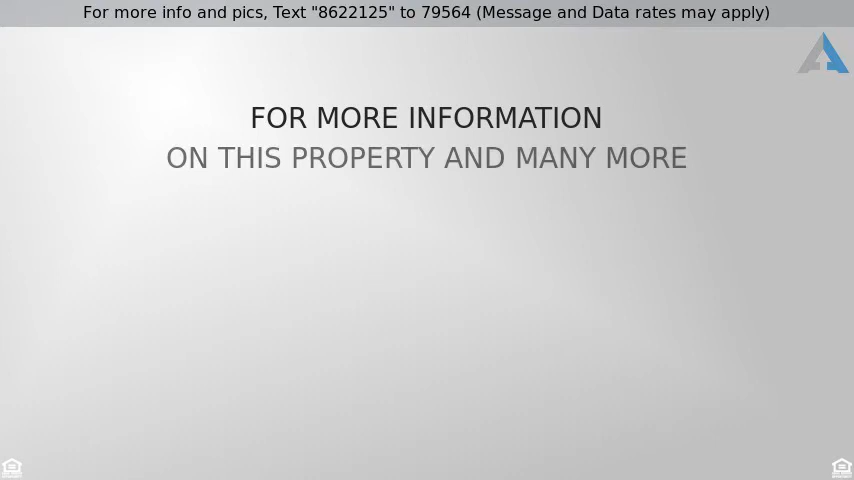 For more info and pics, Text "8622125" to 79564 (Message and Data rates may apply)
FOR MORE INFORMATION
ON THIS PROPERTY AND MANY MORE